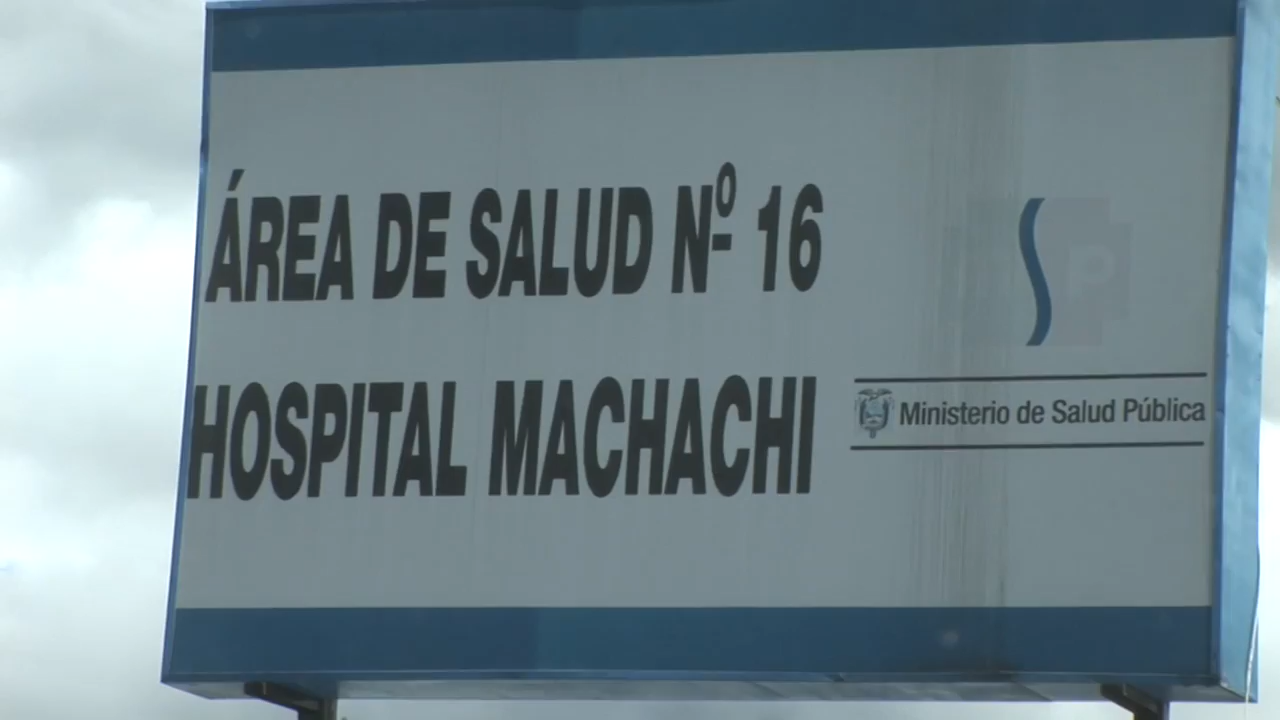 ÁREA DE SALUD Nº 16
HOSPITAL MACHACHI
S P
Ministerio de Salud Pública